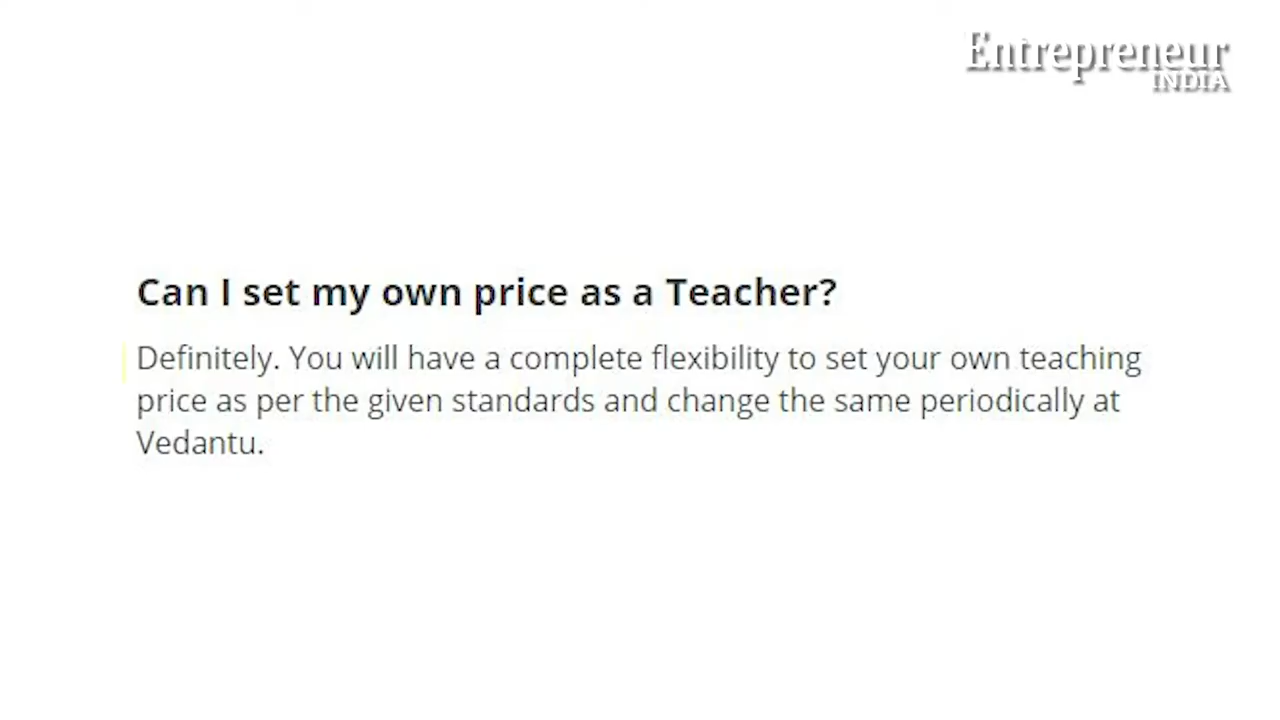 Entrepreneur
INDIA
Can I set my own price as a Teacher?
Definitely. You will have a complete flexibility to set your own teaching
price as per the given standards and change the same periodically at
Vedantu.